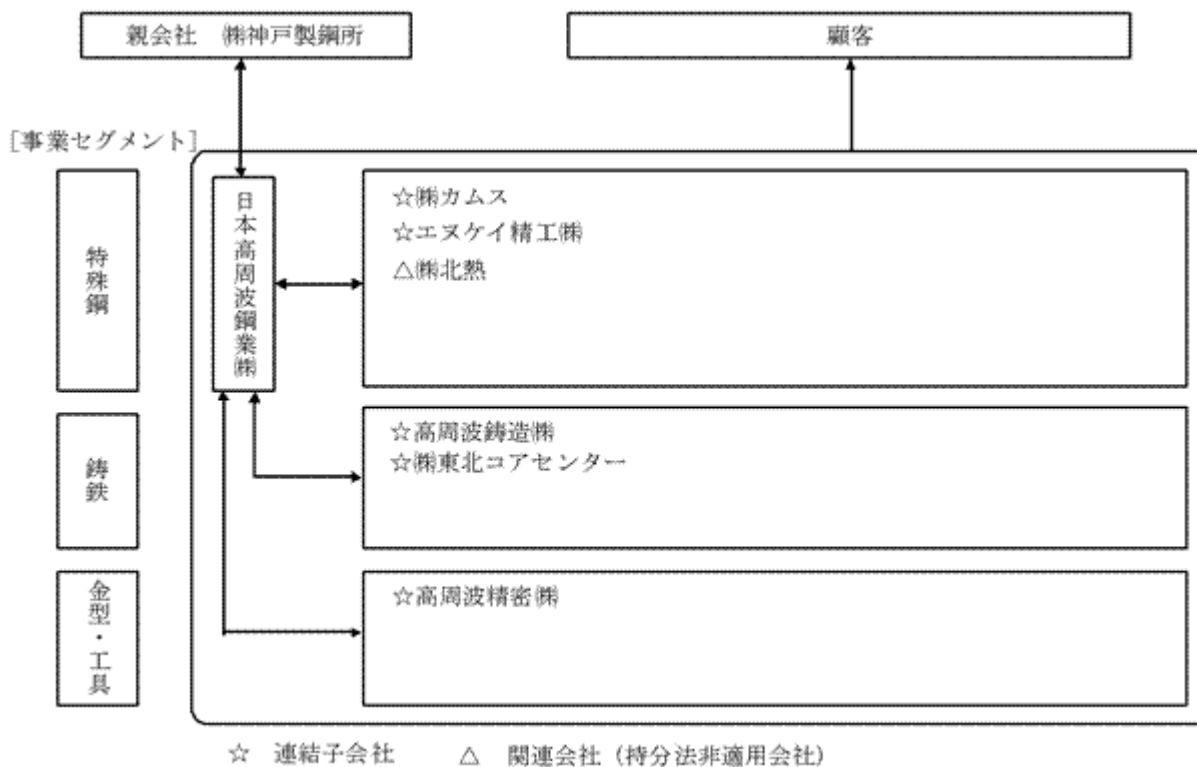 親会社 ㈱神戸製鋼所
顧客
[事業セグメント]
特殊鋼
日本高周波鋼業㈱
☆㈱カムス
☆エヌケイ精工㈱
△㈱北熱
鋳鉄
☆高周波鋳造㈱
☆㈱東北コアセンター
金型・工具
☆高周波精密㈱
☆ 連結子会社 △ 関連会社（持分法非適用会社）